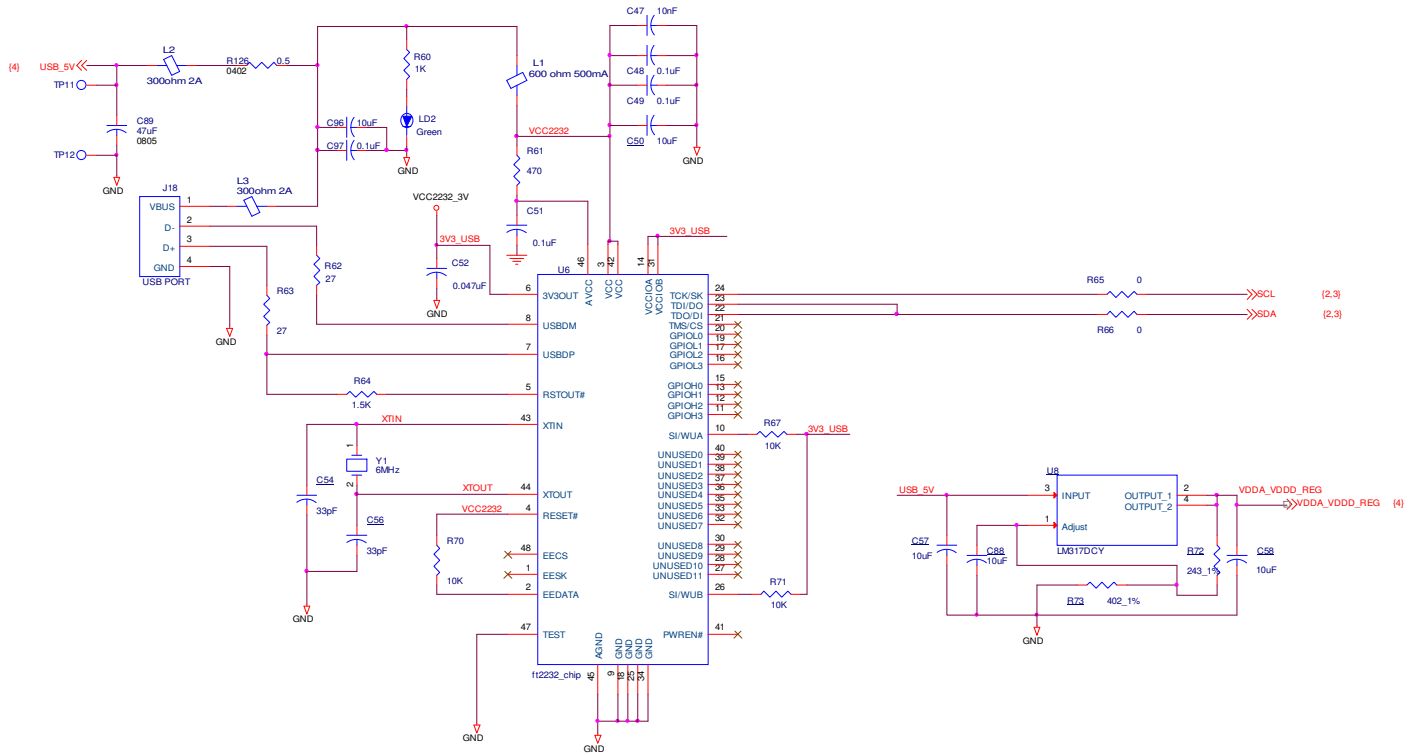 {4} USB_5V
TP11
TP12
L2
300ohm 2A
R126 0.5
0402
C89
47uF
0805
GND
R60
1K
LD2
Green
C96 10uF
C97 0.1uF
GND
L1
600 ohm 500mA
VCC2232
R61
470
C51
0.1uF
C47 10nF
C48 0.1uF
C49 0.1uF
C50 10uF
GND
J18
VBUS 1
D- 2
D+ 3
GND 4
USB PORT
L3
300ohm 2A
GND
R62
27
R63
27
R64
1.5K
VCC2232_3V
3V3_USB
C52
0.047uF
GND
3V3_USB
U6
46 AVCC
3 VCC
42 VCC
14 VCCIOA
31 VCCIOB
6 3V3OUT
8 USBDM
7 USBDP
5 RSTOUT#
43 XTIN
44 XTOUT
4 RESET#
48 EECS
1 EESK
2 EEDATA
47 TEST
TCK/SK 24
TDI/DO 23
TDO/DI 22
TMS/CS 21
GPIOL0 20
GPIOL1 19
GPIOL2 17
GPIOL3 16
GPIOH0 15
GPIOH1 13
GPIOH2 12
GPIOH3 11
SI/WUA 10
UNUSED0 40
UNUSED1 39
UNUSED2 38
UNUSED3 37
UNUSED4 36
UNUSED5 35
UNUSED6 33
UNUSED7 32
UNUSED8 30
UNUSED9 29
UNUSED10 28
UNUSED11 27
SI/WUB 26
PWREN# 41
AGND 45
GND 9
GND 18
GND 25
GND 34
ft2232_chip
GND
XTIN
1
Y1
6MHz
2
C54
33pF
XTOUT
C56
33pF
GND
VCC2232
R70
10K
GND
R65 0
SCL {2,3}
SDA {2,3}
R66 0
R67
10K
3V3_USB
R71
10K
USB_5V
U8
3 INPUT
1 Adjust
OUTPUT_1 2
OUTPUT_2 4
LM317DCY
VDDA_VDDD_REG
VDDA_VDDD_REG {4}
C57
10uF
C88
10uF
R72
243_1%
C58
10uF
R73 402_1%
GND